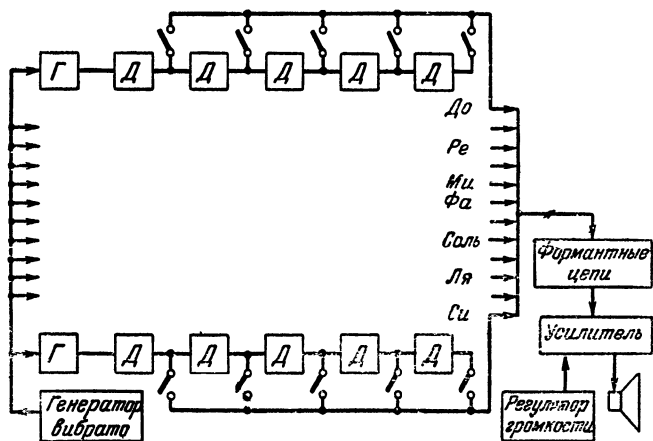 Г Д Д Д Д Д
До
Ре
Ми
Фа
Соль
Ля
Си
Формантные
цепи
Усилитель
Г Д Д Д Д Д
Генератор
вибрато
Регулятор
громкости